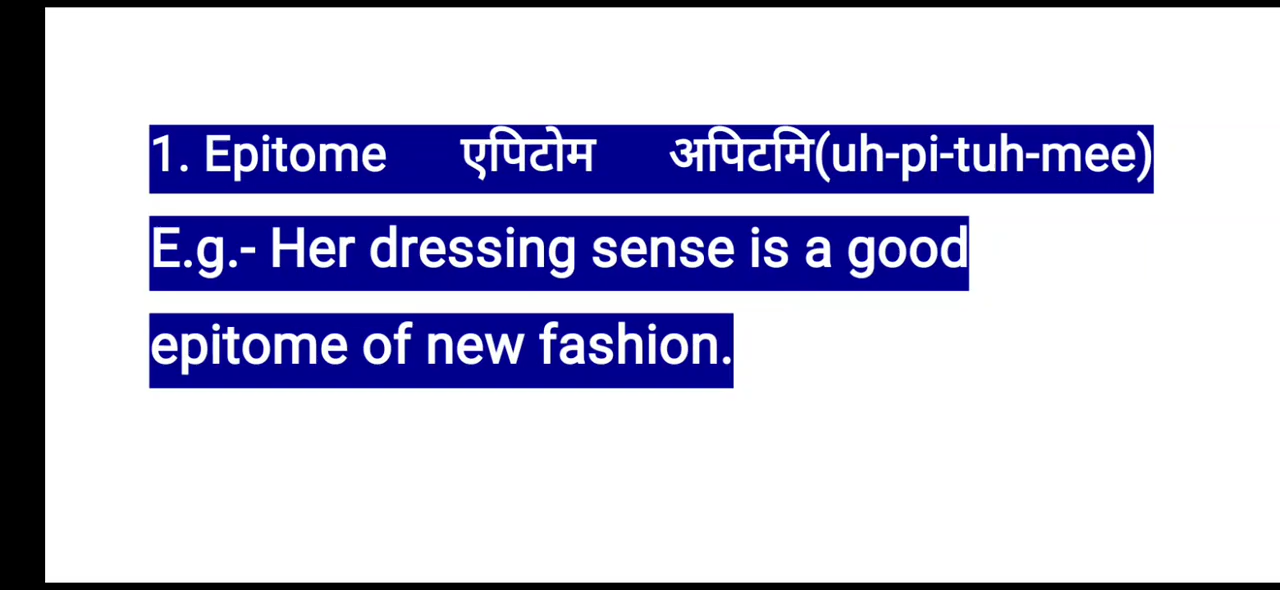 1. Epitome एपिटोम अपिटमि(uh-pi-tuh-mee)
E.g.- Her dressing sense is a good
epitome of new fashion.